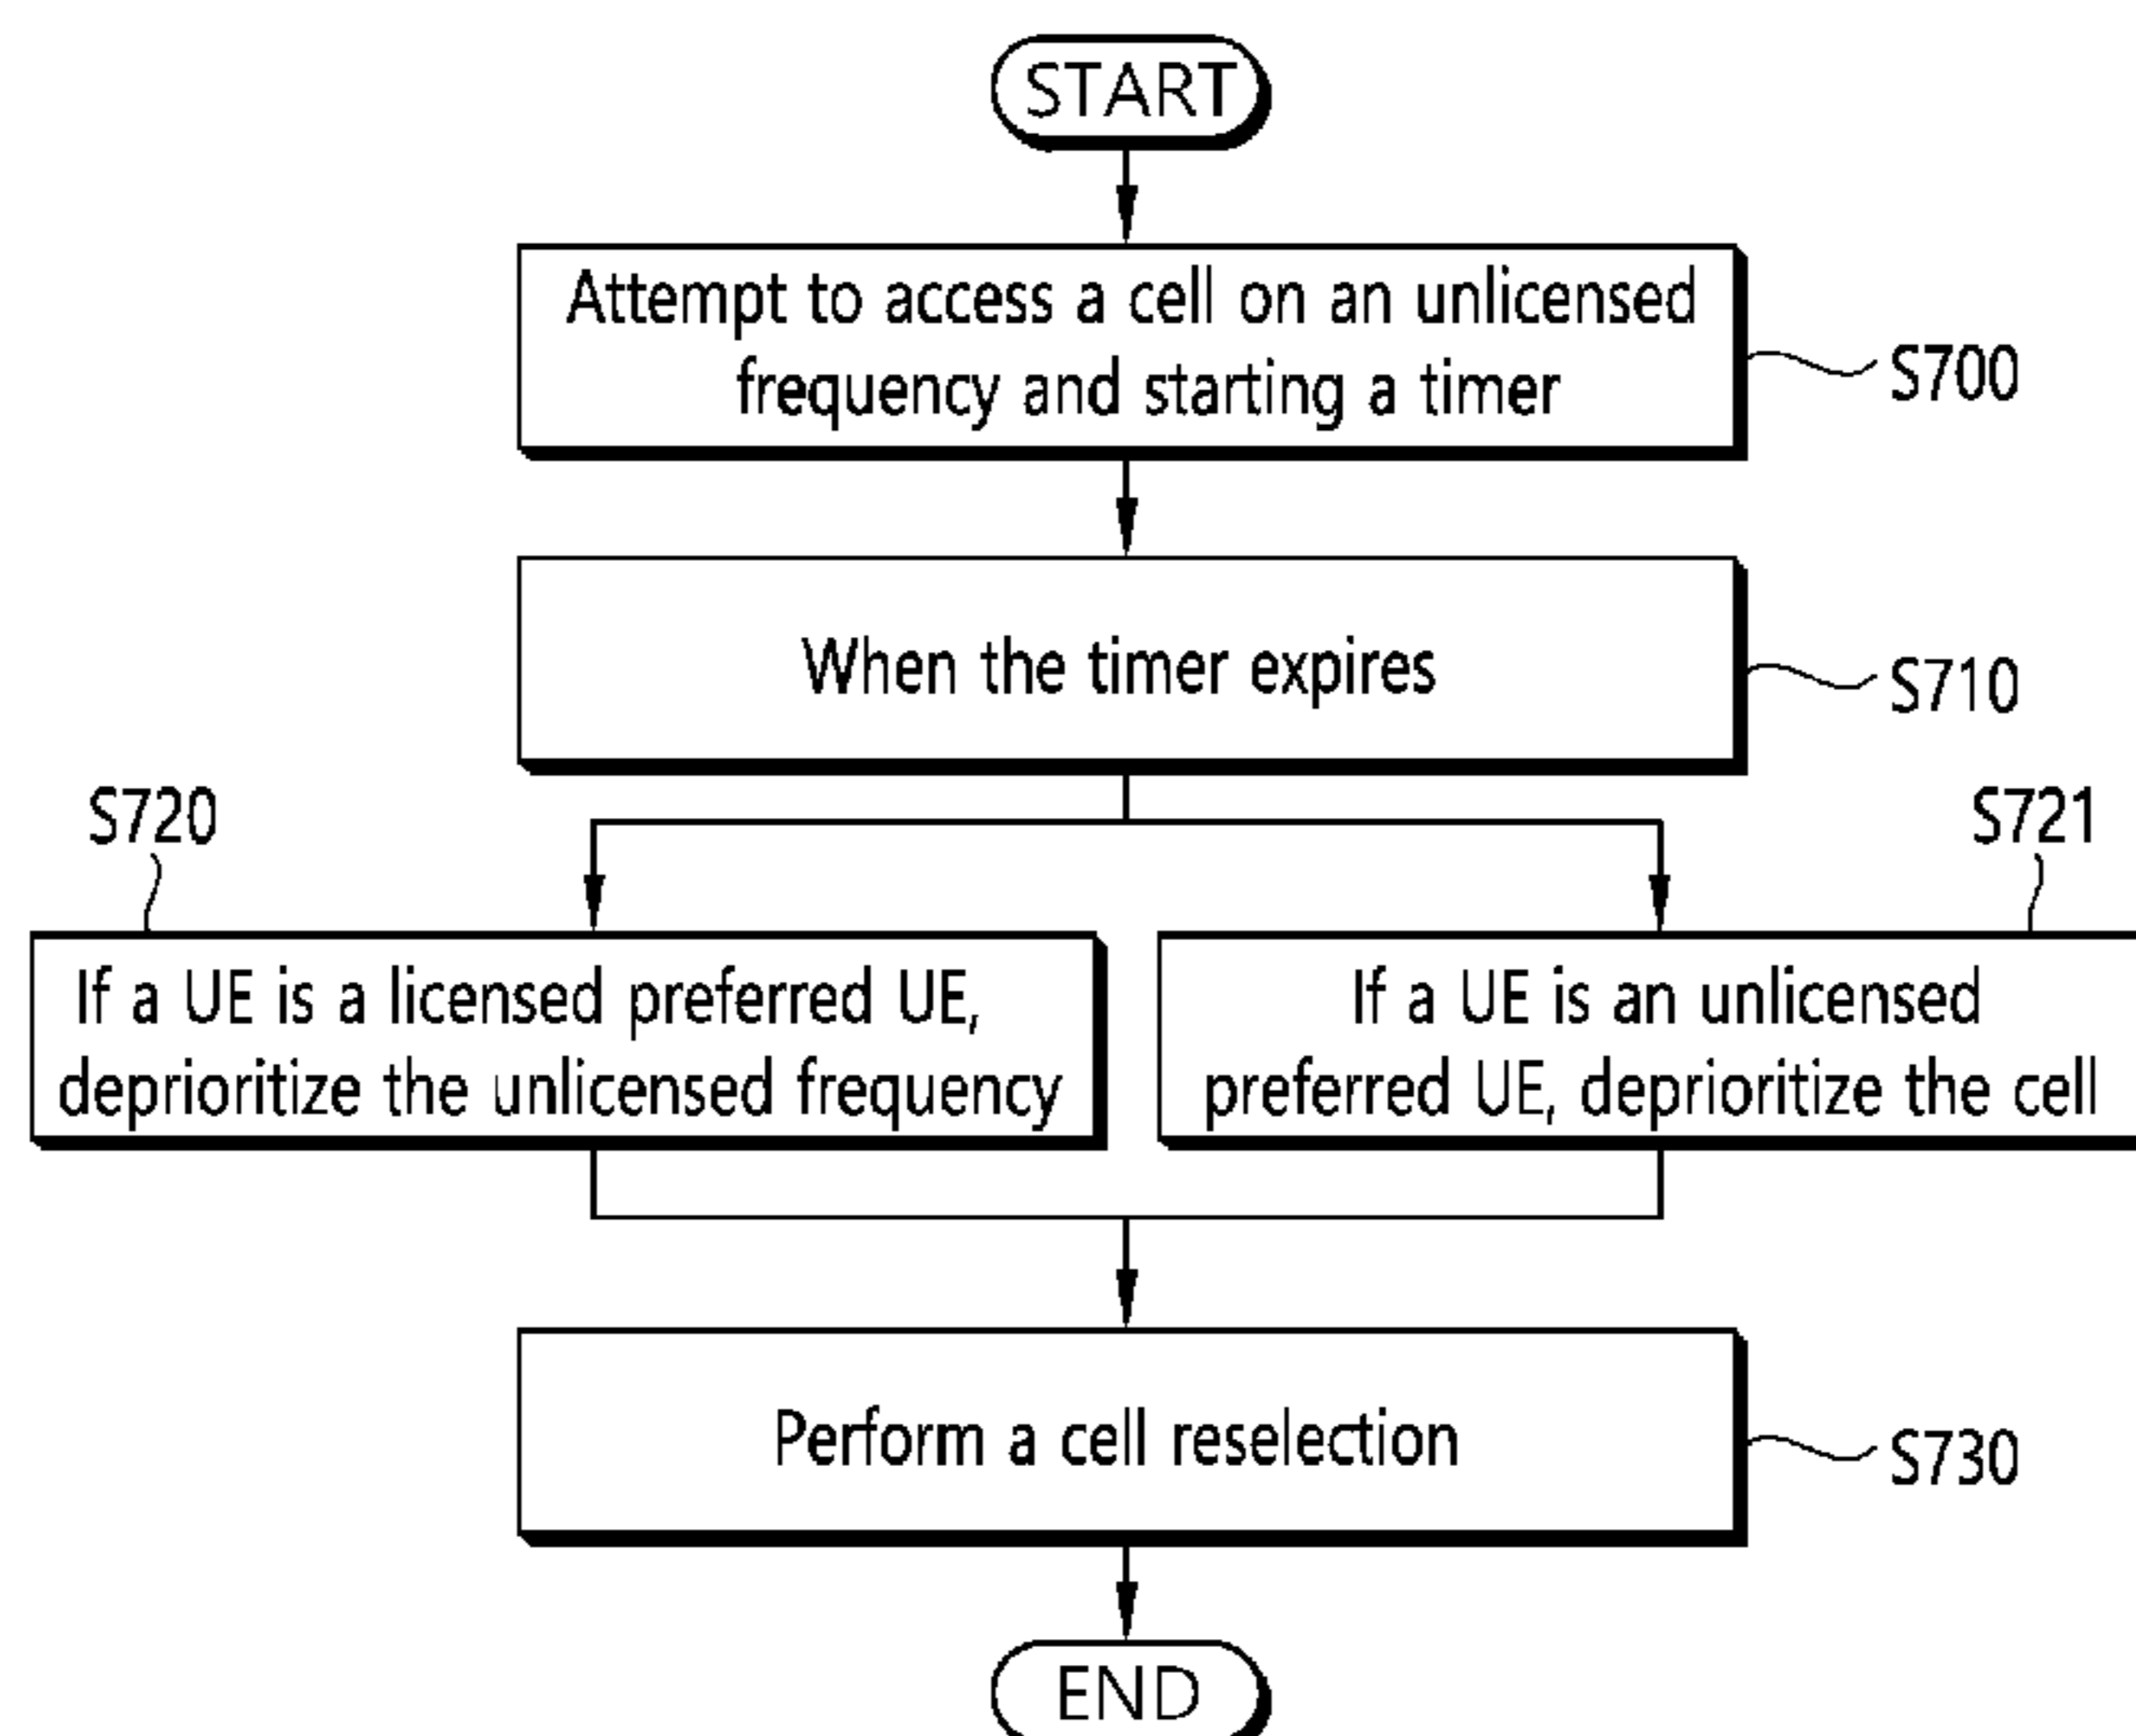 START
Attempt to access a cell on an unlicensed
frequency and starting a timer
S700
When the timer expires
S710
S720
S721
If a UE is a licensed preferred UE,
deprioritize the unlicensed frequency
If a UE is an unlicensed
preferred UE, deprioritize the cell
Perform a cell reselection
S730
END